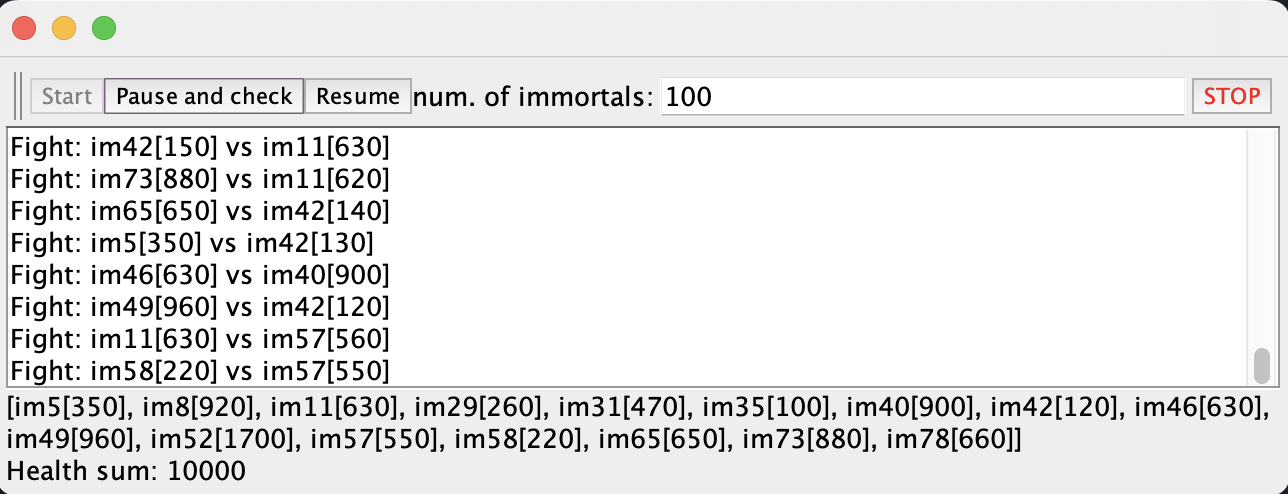 Start Pause and check Resume num. of immortals: 100 STOP
Fight: im42[150] vs im11[630]
Fight: im73[880] vs im11[620]
Fight: im65[650] vs im42[140]
Fight: im5[350] vs im42[130]
Fight: im46[630] vs im40[900]
Fight: im49[960] vs im42[120]
Fight: im11[630] vs im57[560]
Fight: im58[220] vs im57[550]
[im5[350], im8[920], im11[630], im29[260], im31[470], im35[100], im40[900], im42[120], im46[630],
im49[960], im52[1700], im57[550], im58[220], im65[650], im73[880], im78[660]]
Health sum: 10000